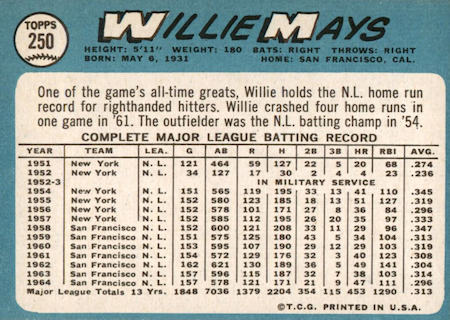 TOPPS
250
WILLIE MAYS
HEIGHT: 5'11" WEIGHT: 180 BATS: RIGHT THROWS: RIGHT
BORN: MAY 6, 1931 HOME: SAN FRANCISCO, CAL.
One of the game's all-time greats, Willie holds the N.L. home run
record for righthanded hitters. Willie crashed four home runs in
one game in '61. The outfielder was the N.L. batting champ in '54.
COMPLETE MAJOR LEAGUE BATTING RECORD
YEAR TEAM LEA. G AB R H 2B 3B HR RBI AVG.
1951 New York N.L. 121 464 59 127 22 5 20 68 .274
1952 New York N.L. 34 127 17 30 2 4 4 23 .236
1952-3 IN MILITARY SERVICE
1954 New York N.L. 151 565 119 195 33 13 41 110 .345
1955 New York N.L. 152 580 123 185 18 13 51 127 .319
1956 New York N.L. 152 578 101 171 27 8 36 84 .296
1957 New York N.L. 152 585 112 195 26 20 35 97 .333
1958 San Francisco N.L. 152 600 121 208 33 11 29 96 .347
1959 San Francisco N.L. 151 575 125 180 43 5 34 104 .313
1960 San Francisco N.L. 153 595 107 190 29 12 29 103 .319
1961 San Francisco N.L. 154 572 129 176 32 3 40 123 .308
1962 San Francisco N.L. 162 621 130 189 36 5 49 141 .304
1963 San Francisco N.L. 157 596 115 187 32 7 38 103 .314
1964 San Francisco N.L. 157 578 121 171 21 9 47 111 .296
Major League Totals 13 Yrs. 1848 7036 1379 2204 354 115 453 1290 .313
©T.C.G. PRINTED IN U.S.A.